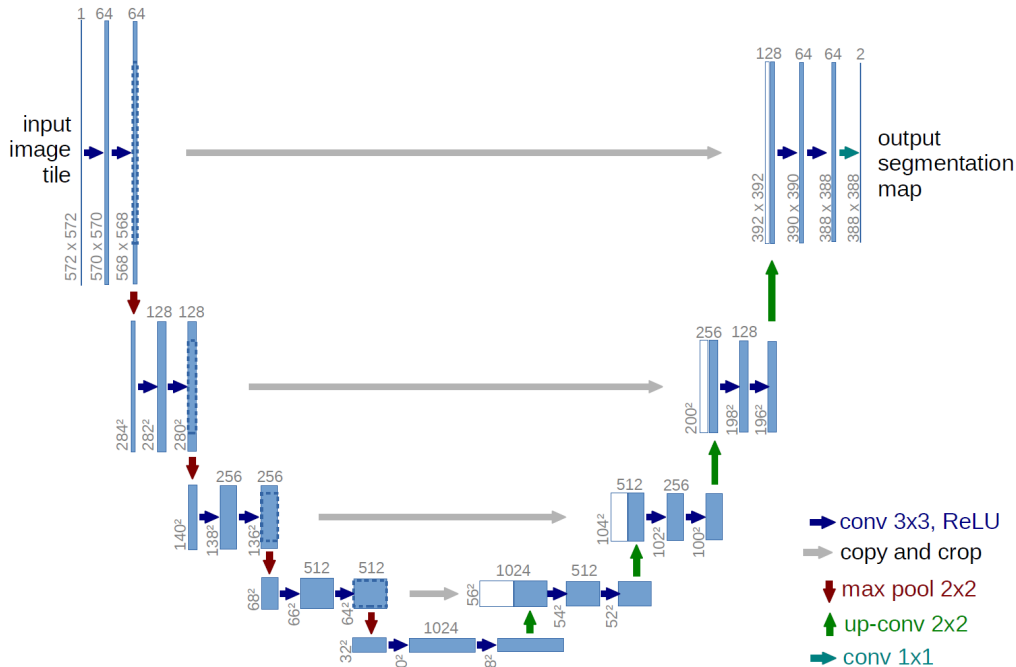 1 64 64
128 64 64 2
input
image
tile
output
segmentation
map
572 x 572
570 x 570
568 x 568
392 x 392
390 x 390
388 x 388
388 x 388
128 128
256 128
284²
282²
280²
200²
198²
196²
256 256
512 256
140²
138²
136²
104²
102²
100²
512 512
1024 512
68²
66²
64²
56²
54²
52²
1024
32²
0²
8²
conv 3x3, ReLU
copy and crop
max pool 2x2
up-conv 2x2
conv 1x1